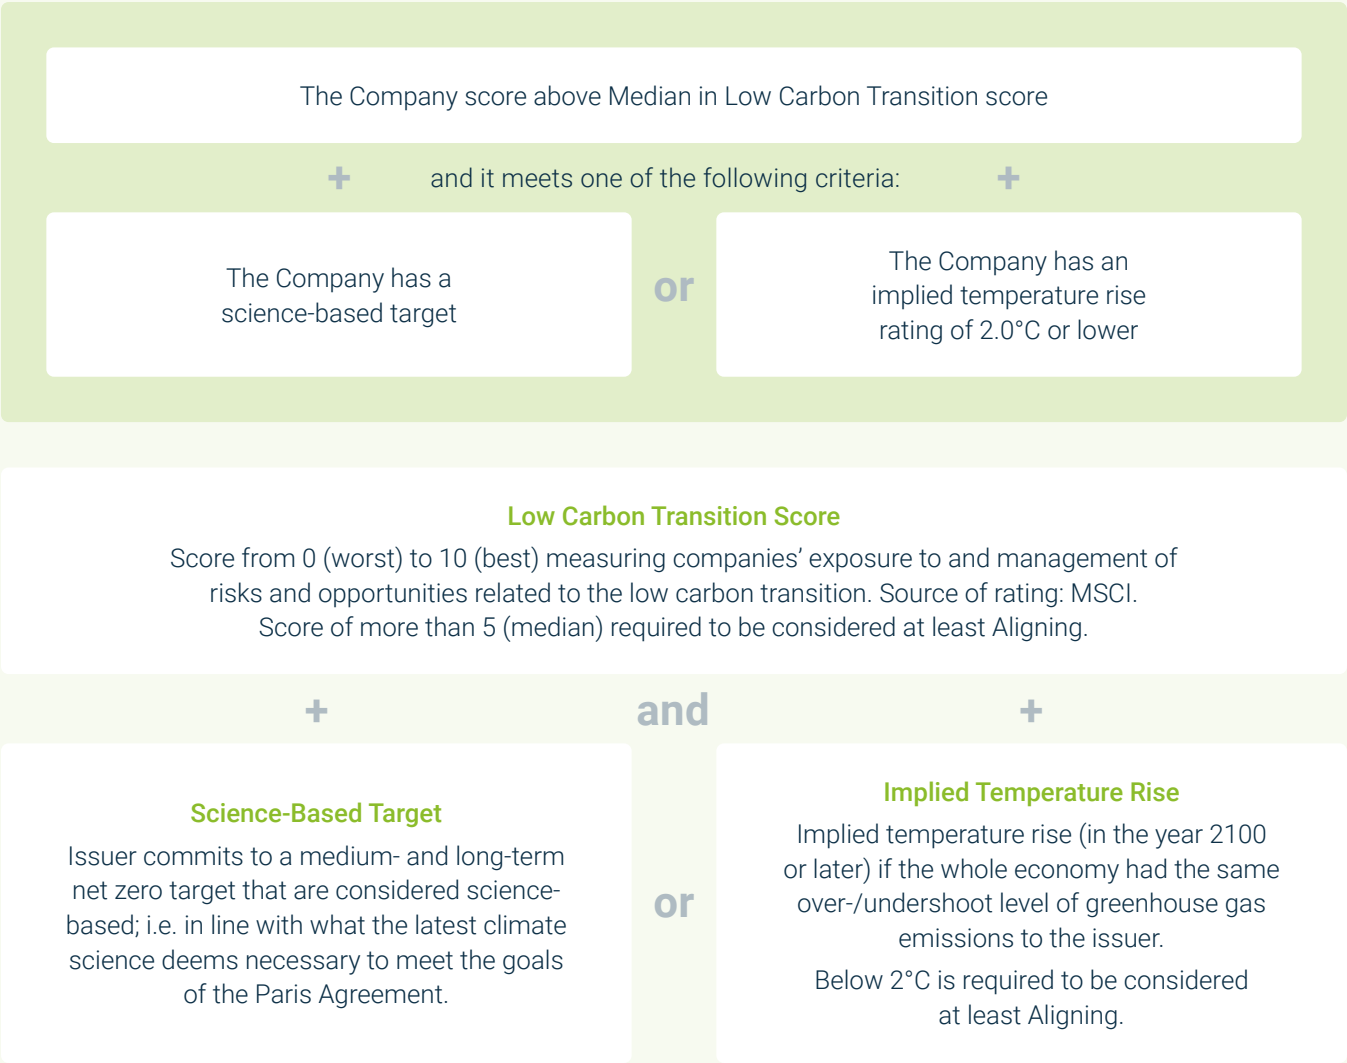 The Company score above Median in Low Carbon Transition score
+ and it meets one of the following criteria: +
The Company has a
science-based target
or
The Company has an
implied temperature rise
rating of 2.0°C or lower
Low Carbon Transition Score
Score from 0 (worst) to 10 (best) measuring companies’ exposure to and management of
risks and opportunities related to the low carbon transition. Source of rating: MSCI.
Score of more than 5 (median) required to be considered at least Aligning.
+ and +
Science-Based Target
Issuer commits to a medium- and long-term
net zero target that are considered science-
based; i.e. in line with what the latest climate
science deems necessary to meet the goals
of the Paris Agreement.
or
Implied Temperature Rise
Implied temperature rise (in the year 2100
or later) if the whole economy had the same
over-/undershoot level of greenhouse gas
emissions to the issuer.
Below 2°C is required to be considered
at least Aligning.